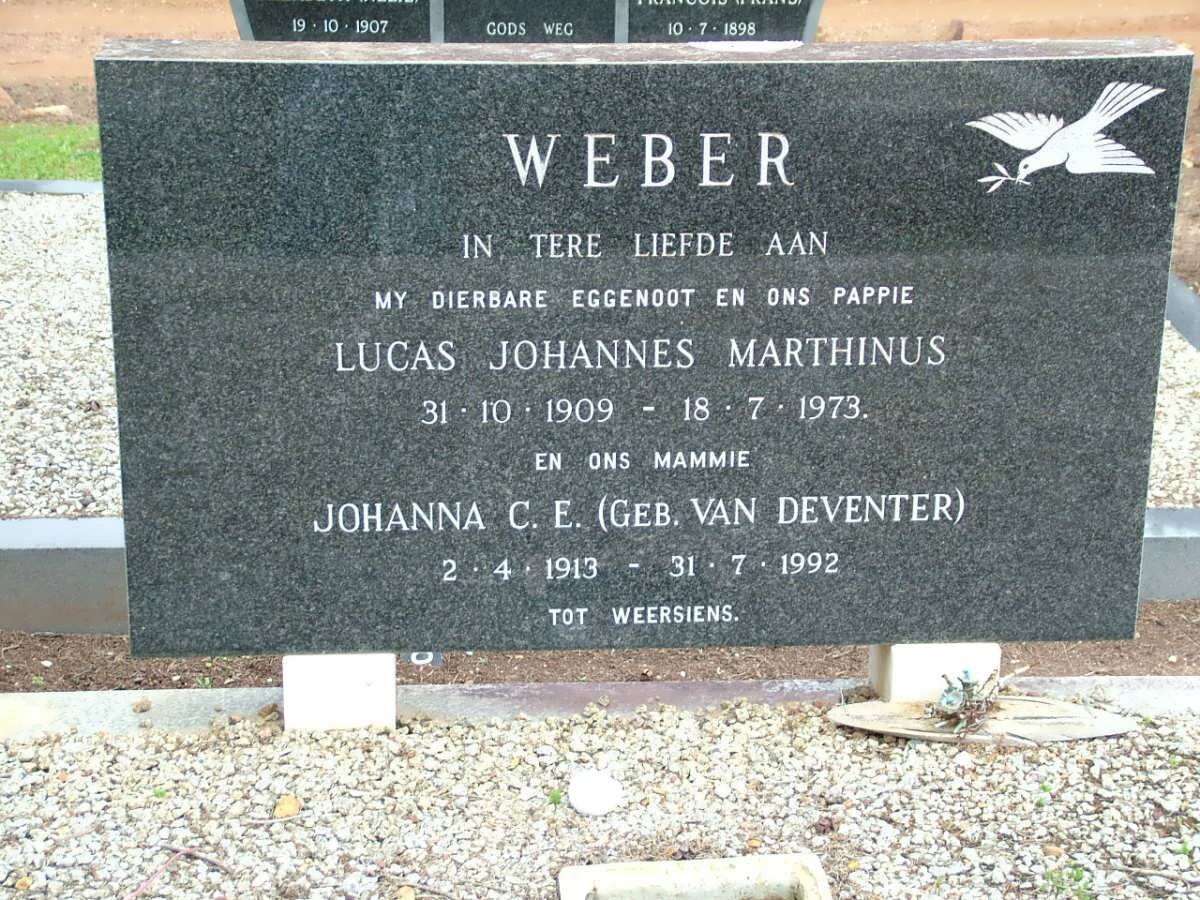 19·10·1907
GODS WEG
10·7·1898
WEBER
IN TERE LIEFDE AAN
MY DIERBARE EGGENOOT EN ONS PAPPIE
LUCAS JOHANNES MARTHINUS
31·10·1909 - 18·7·1973.
EN ONS MAMMIE
JOHANNA C. E. (GEB. VAN DEVENTER)
2·4·1913 - 31·7·1992
TOT WEERSIENS.